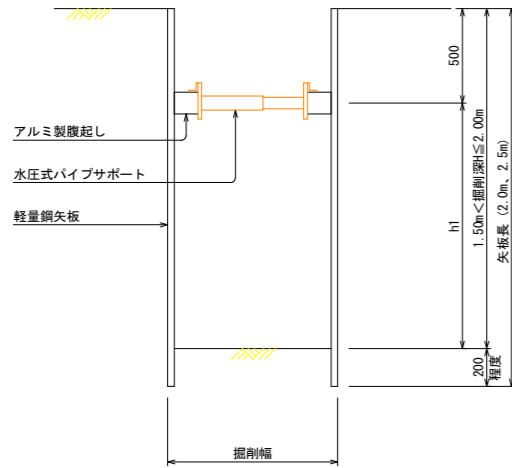 アルミ製腹起し
水圧式パイプサポート
軽量鋼矢板
500
h1
1.50m<掘削深H≦2.00m
矢板長 (2.0m、2.5m)
200
程度
掘削幅